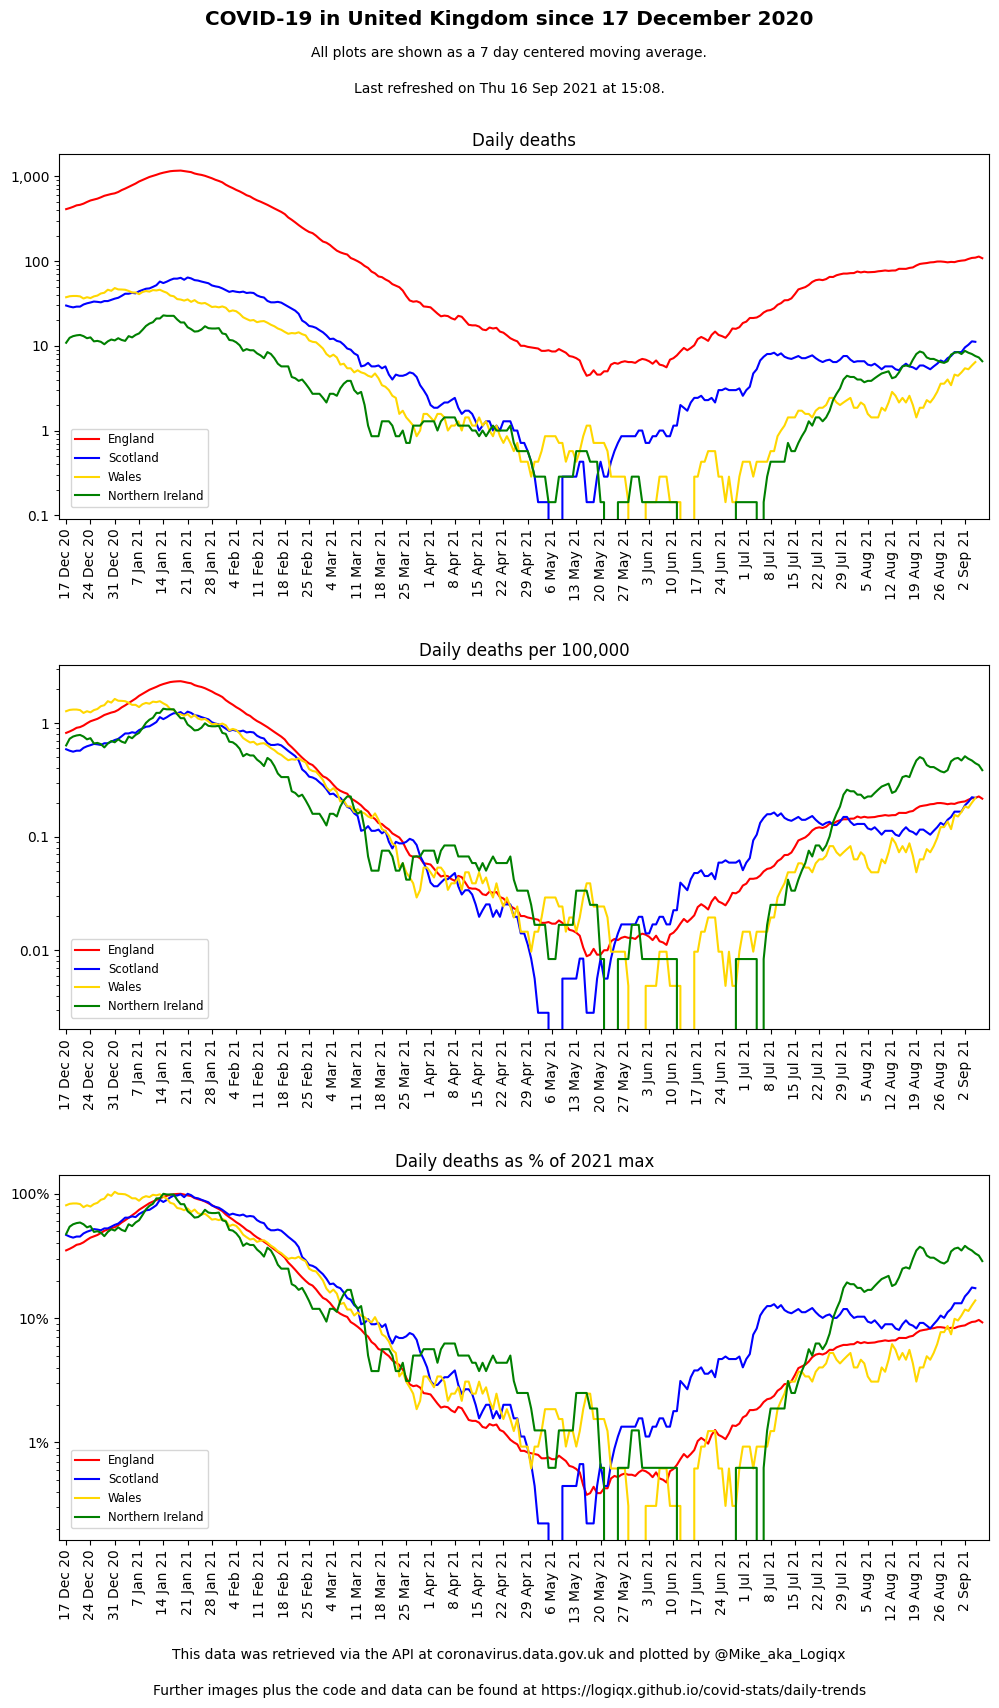 COVID-19 in United Kingdom since 17 December 2020
All plots are shown as a 7 day centered moving average.
Last refreshed on Thu 16 Sep 2021 at 15:08.
Daily deaths
1,000
100
10
1
0.1
England
Scotland
Wales
Northern Ireland
17 Dec 20
24 Dec 20
31 Dec 20
7 Jan 21
14 Jan 21
21 Jan 21
28 Jan 21
4 Feb 21
11 Feb 21
18 Feb 21
25 Feb 21
4 Mar 21
11 Mar 21
18 Mar 21
25 Mar 21
1 Apr 21
8 Apr 21
15 Apr 21
22 Apr 21
29 Apr 21
6 May 21
13 May 21
20 May 21
27 May 21
3 Jun 21
10 Jun 21
17 Jun 21
24 Jun 21
1 Jul 21
8 Jul 21
15 Jul 21
22 Jul 21
29 Jul 21
5 Aug 21
12 Aug 21
19 Aug 21
26 Aug 21
2 Sep 21
Daily deaths per 100,000
1
0.1
0.01
England
Scotland
Wales
Northern Ireland
17 Dec 20
24 Dec 20
31 Dec 20
7 Jan 21
14 Jan 21
21 Jan 21
28 Jan 21
4 Feb 21
11 Feb 21
18 Feb 21
25 Feb 21
4 Mar 21
11 Mar 21
18 Mar 21
25 Mar 21
1 Apr 21
8 Apr 21
15 Apr 21
22 Apr 21
29 Apr 21
6 May 21
13 May 21
20 May 21
27 May 21
3 Jun 21
10 Jun 21
17 Jun 21
24 Jun 21
1 Jul 21
8 Jul 21
15 Jul 21
22 Jul 21
29 Jul 21
5 Aug 21
12 Aug 21
19 Aug 21
26 Aug 21
2 Sep 21
Daily deaths as % of 2021 max
100%
10%
1%
England
Scotland
Wales
Northern Ireland
17 Dec 20
24 Dec 20
31 Dec 20
7 Jan 21
14 Jan 21
21 Jan 21
28 Jan 21
4 Feb 21
11 Feb 21
18 Feb 21
25 Feb 21
4 Mar 21
11 Mar 21
18 Mar 21
25 Mar 21
1 Apr 21
8 Apr 21
15 Apr 21
22 Apr 21
29 Apr 21
6 May 21
13 May 21
20 May 21
27 May 21
3 Jun 21
10 Jun 21
17 Jun 21
24 Jun 21
1 Jul 21
8 Jul 21
15 Jul 21
22 Jul 21
29 Jul 21
5 Aug 21
12 Aug 21
19 Aug 21
26 Aug 21
2 Sep 21
This data was retrieved via the API at coronavirus.data.gov.uk and plotted by @Mike_aka_Logiqx
Further images plus the code and data can be found at https://logiqx.github.io/covid-stats/daily-trends